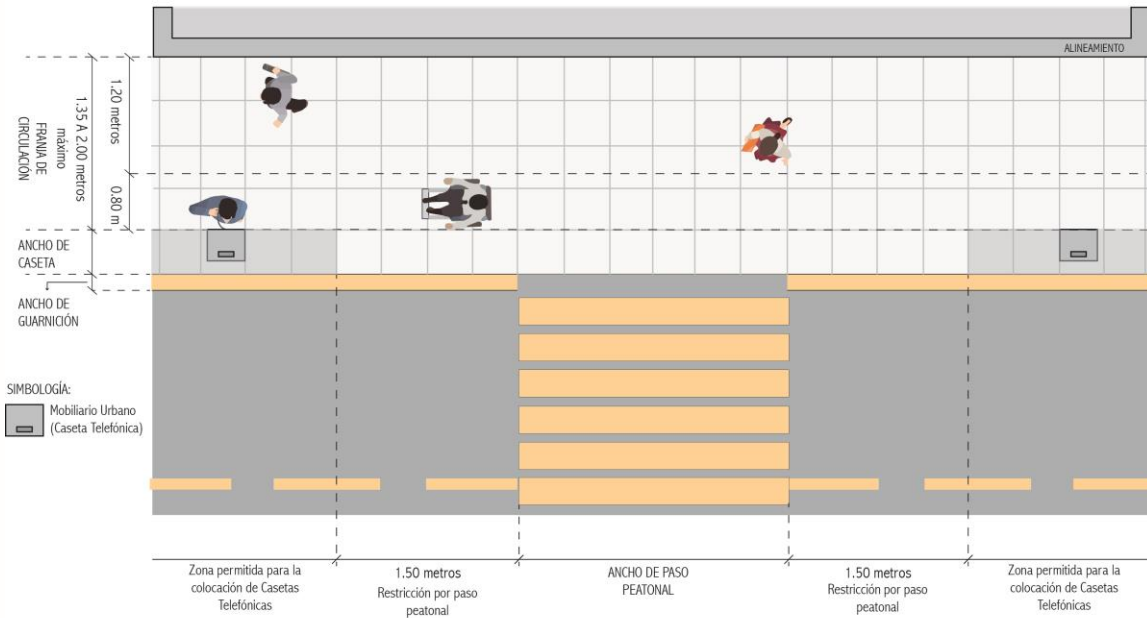 ALINEAMIENTO
1.20 metros
0.80 m
1.35 A 2.00 metros
máximo
FRANJA DE
CIRCULACIÓN
ANCHO DE
CASETA
ANCHO DE
GUARNICIÓN
SIMBOLOGÍA:
Mobiliario Urbano
(Caseta Telefónica)
Zona permitida para la
colocación de Casetas
Telefónicas
1.50 metros
Restricción por paso
peatonal
ANCHO DE PASO
PEATONAL
1.50 metros
Restricción por paso
peatonal
Zona permitida para la
colocación de Casetas
Telefónicas